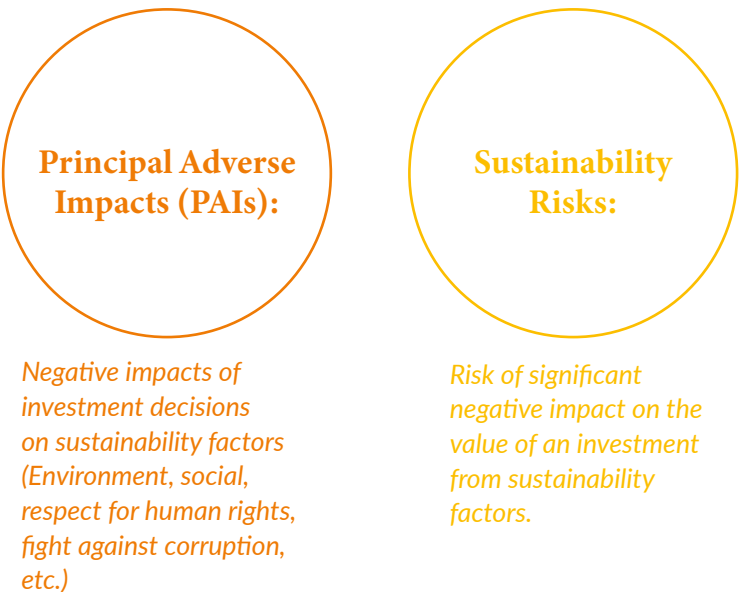 Principal Adverse
Impacts (PAIs):
Negative impacts of
investment decisions
on sustainability factors
(Environment, social,
respect for human rights,
fight against corruption,
etc.)
Sustainability
Risks:
Risk of significant
negative impact on the
value of an investment
from sustainability
factors.